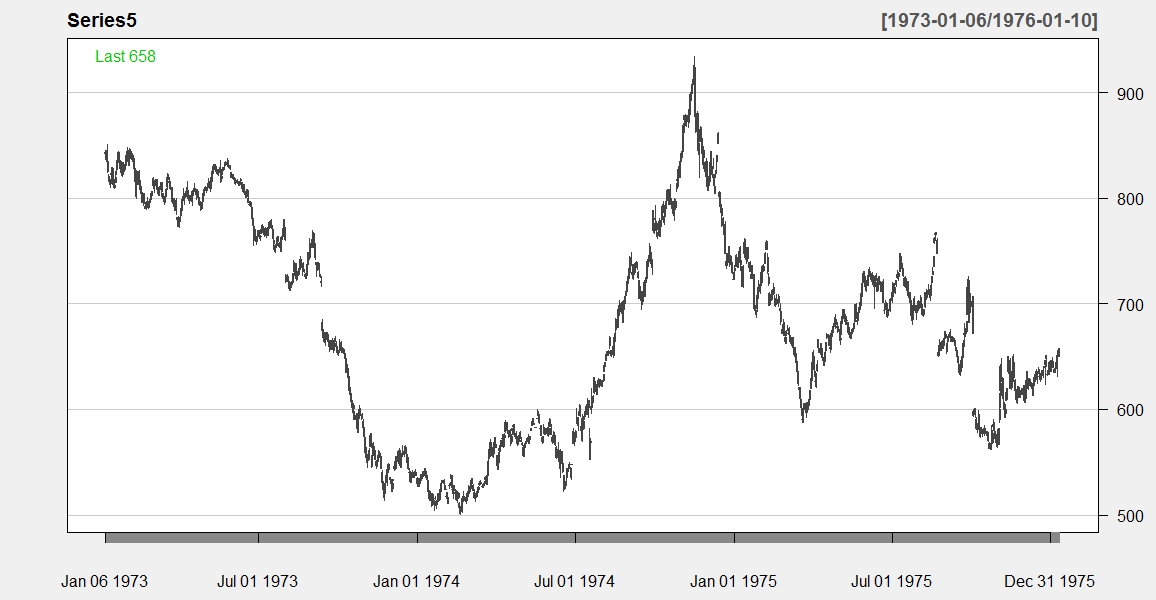 Series5 [1973-01-06/1976-01-10]
Last 658
900
800
700
600
500
Jan 06 1973 Jul 01 1973 Jan 01 1974 Jul 01 1974 Jan 01 1975 Jul 01 1975 Dec 31 1975